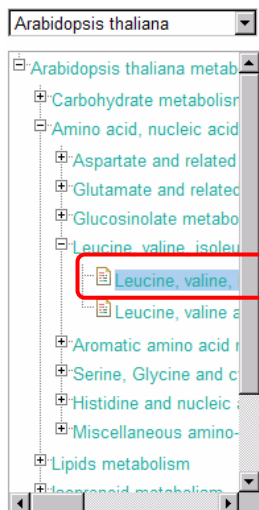 Arabidopsis thaliana
Arabidopsis thaliana metab
Carbohydrate metabolism
Amino acid, nucleic acid
Aspartate and related
Glutamate and related
Glucosinolate metabo
Leucine, valine, isoleu
Leucine, valine,
Leucine, valine a
Aromatic amino acid
Serine, Glycine and c
Histidine and nucleic
Miscellaneous amino-
Lipids metabolism
Isoprenoid metabolism